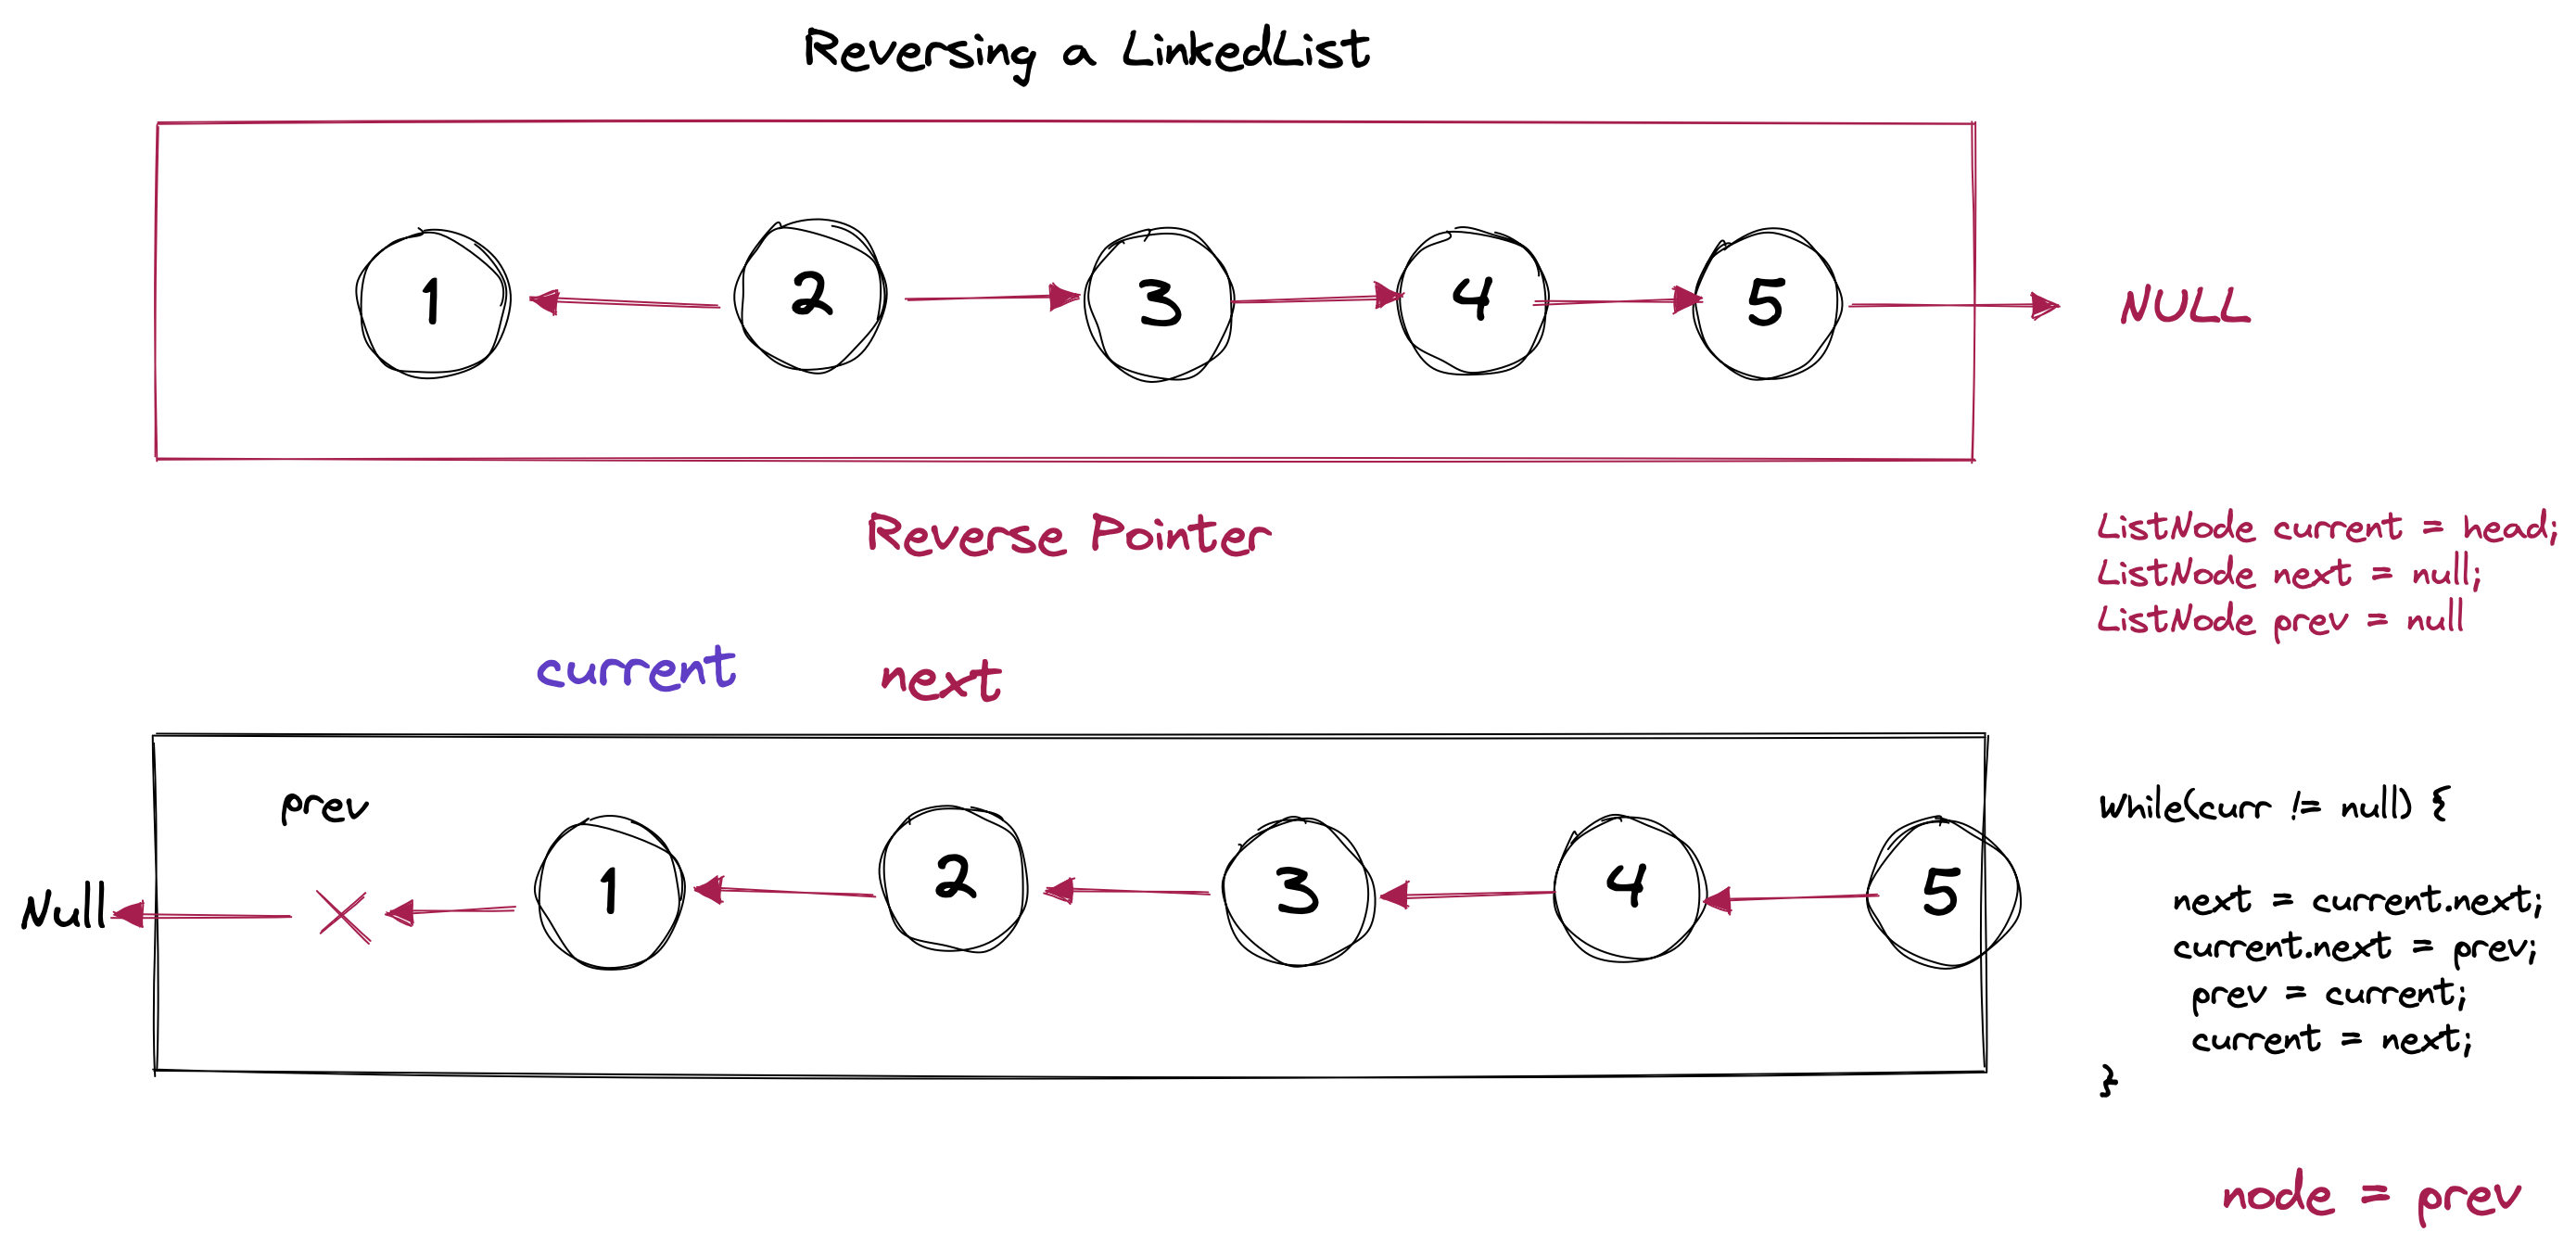 Reversing a LinkedList
1 2 3 4 5 NULL
Reverse Pointer
ListNode current = head;
ListNode next = null;
ListNode prev = null
current next
prev
Null 1 2 3 4 5
While(curr != null) {
next = current.next;
current.next = prev;
prev = current;
current = next;
}
node = prev